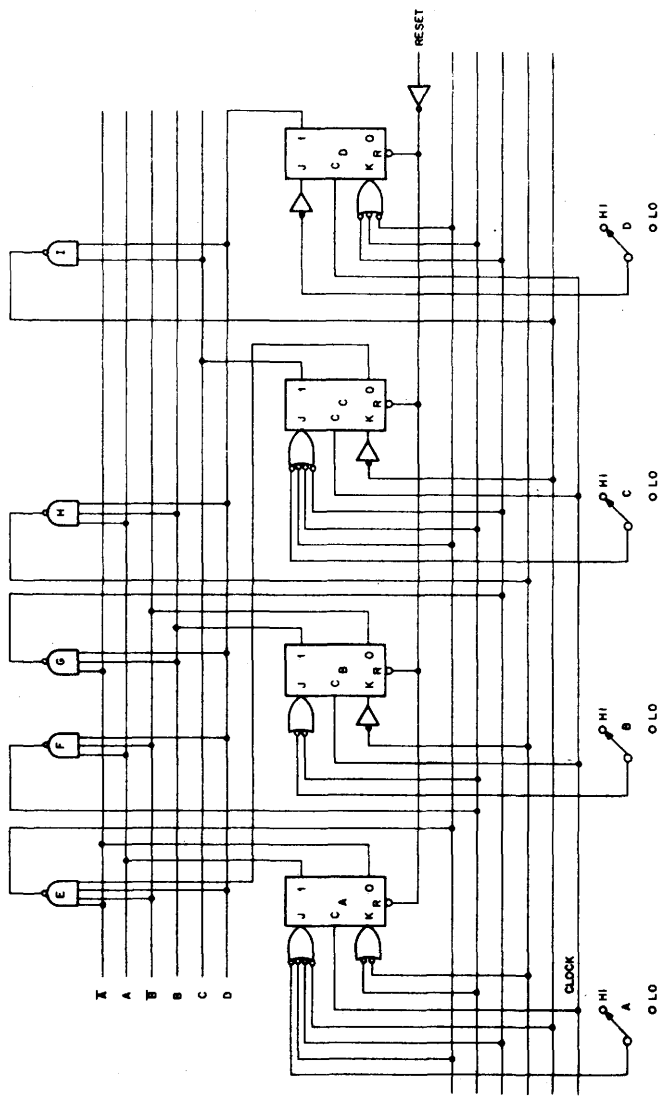 E F G H I
A̅
A
B̅
B
C
D
J 1
C A
K R 0
J 1
C B
K R 0
J 1
C C
K R 0
J 1
C D
K R 0
RESET
CLOCK
HI
A
LO
HI
B
LO
HI
C
LO
HI
D
LO